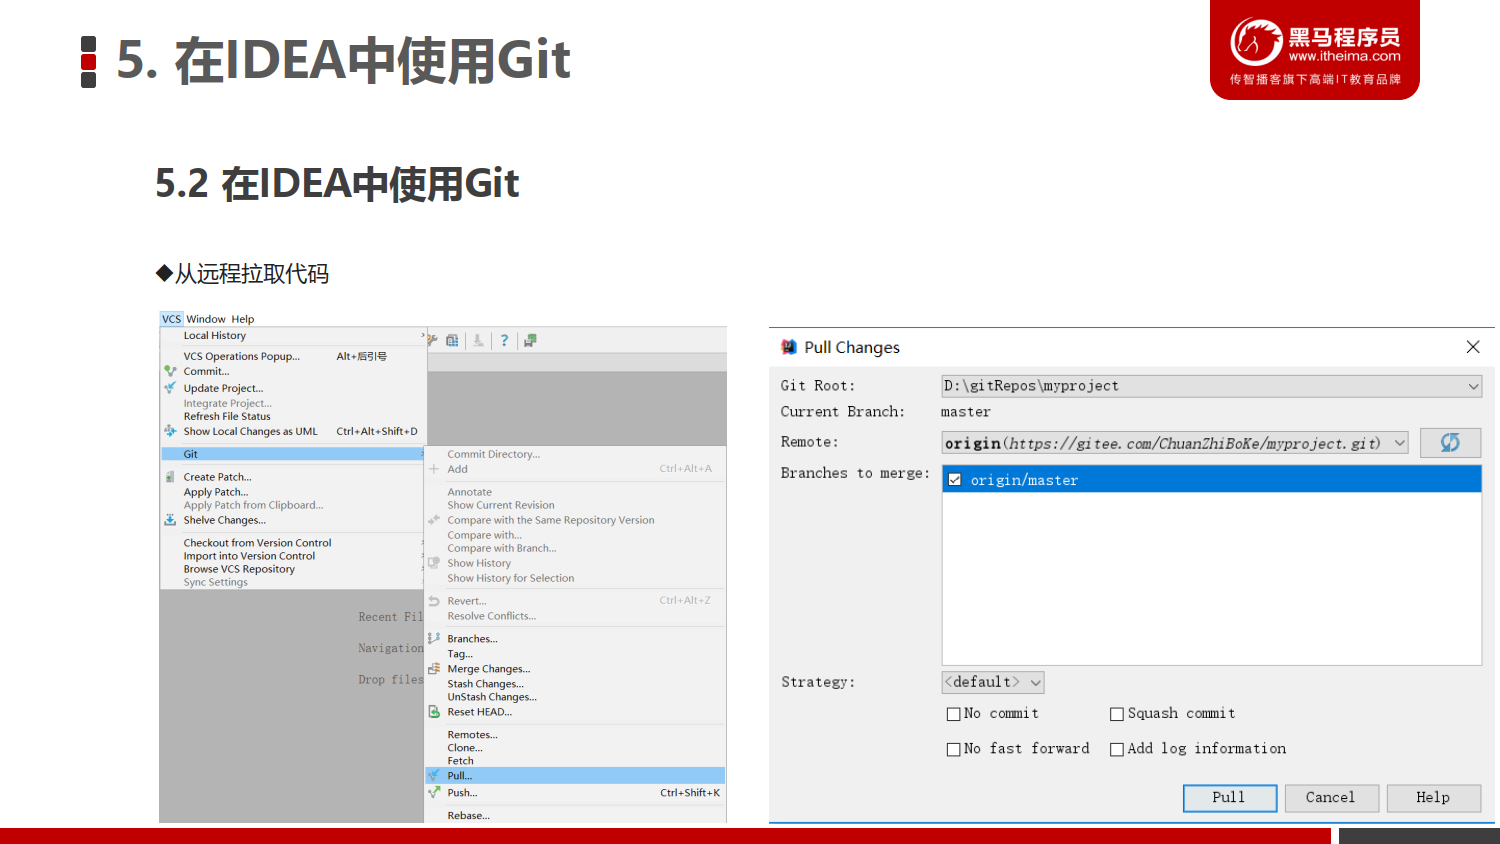 5. 在IDEA中使用Git
黑马程序员
www.itheima.com
传智播客旗下高端IT教育品牌
5.2 在IDEA中使用Git
◆从远程拉取代码
VCS Window Help
Local History
VCS Operations Popup... Alt+后引号
Commit...
Update Project...
Integrate Project...
Refresh File Status
Show Local Changes as UML Ctrl+Alt+Shift+D
Git
Create Patch...
Apply Patch...
Apply Patch from Clipboard...
Shelve Changes...
Checkout from Version Control
Import into Version Control
Browse VCS Repository
Sync Settings
Recent Fil
Navigation
Drop files
Commit Directory...
Add Ctrl+Alt+A
Annotate
Show Current Revision
Compare with the Same Repository Version
Compare with...
Compare with Branch...
Show History
Show History for Selection
Revert... Ctrl+Alt+Z
Resolve Conflicts...
Branches...
Tag...
Merge Changes...
Stash Changes...
UnStash Changes...
Reset HEAD...
Remotes...
Clone...
Fetch
Pull...
Push... Ctrl+Shift+K
Rebase...
Pull Changes
Git Root: D:\gitRepos\myproject
Current Branch: master
Remote: origin(https://gitee.com/ChuanZhiBoKe/myproject.git)
Branches to merge: origin/master
Strategy: <default>
No commit Squash commit
No fast forward Add log information
Pull Cancel Help